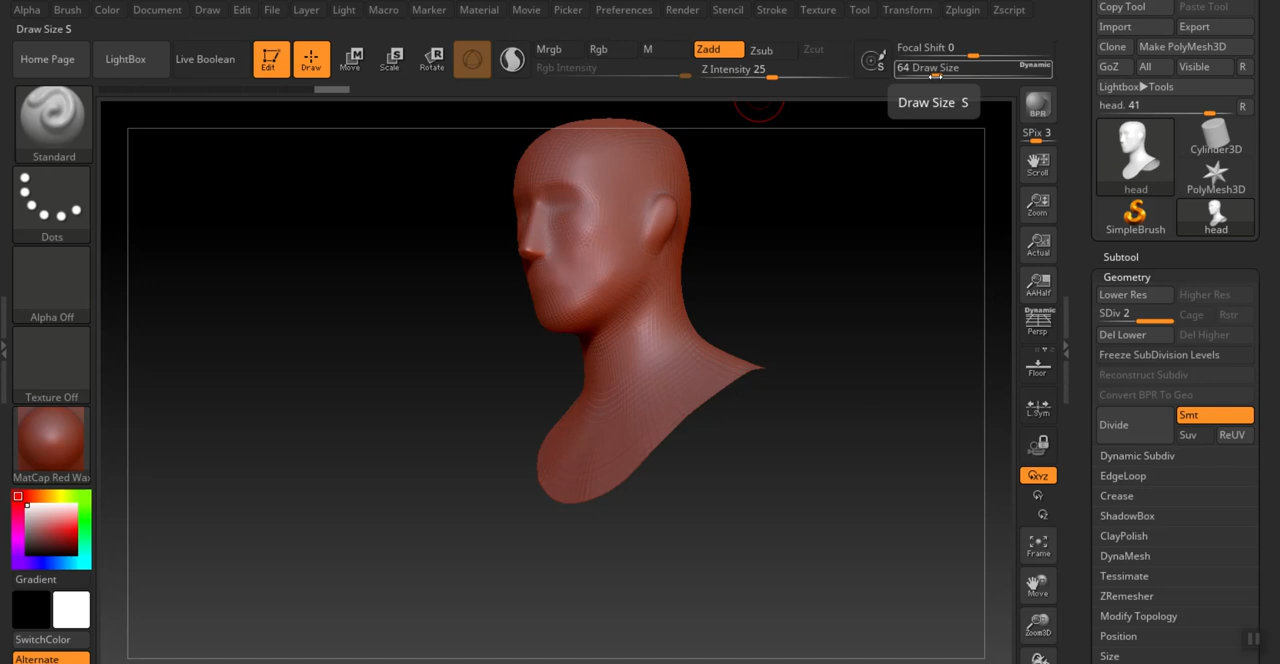 Alpha Brush Color Document Draw Edit File Layer Light Macro Marker Material Movie Picker Preferences Render Stencil Stroke Texture Tool Transform Zplugin Zscript
Draw Size S
Home Page
LightBox
Live Boolean
Edit
Draw
Move
Scale
Rotate
Mrgb
Rgb
M
Rgb Intensity
Zadd
Zsub
Zcut
Z Intensity 25
S
Focal Shift 0
64 Draw Size
Dynamic
Draw Size S
Standard
Dots
Alpha Off
Texture Off
MatCap Red Wax
Gradient
SwitchColor
Alternate
BPR
SPix 3
Scroll
Zoom
Actual
AAHalf
Dynamic
Persp
Floor
L.Sym
XYZ
Y
Z
Frame
Move
Zoom3D
Copy Tool
Paste Tool
Import
Export
Clone
Make PolyMesh3D
GoZ
All
Visible
R
Lightbox▶Tools
head. 41
R
head
Cylinder3D
PolyMesh3D
SimpleBrush
head
Subtool
Geometry
Lower Res
Higher Res
SDiv 2
Cage
Rstr
Del Lower
Del Higher
Freeze SubDivision Levels
Reconstruct Subdiv
Convert BPR To Geo
Divide
Smt
Suv
ReUV
Dynamic Subdiv
EdgeLoop
Crease
ShadowBox
ClayPolish
DynaMesh
Tessimate
ZRemesher
Modify Topology
Position
Size